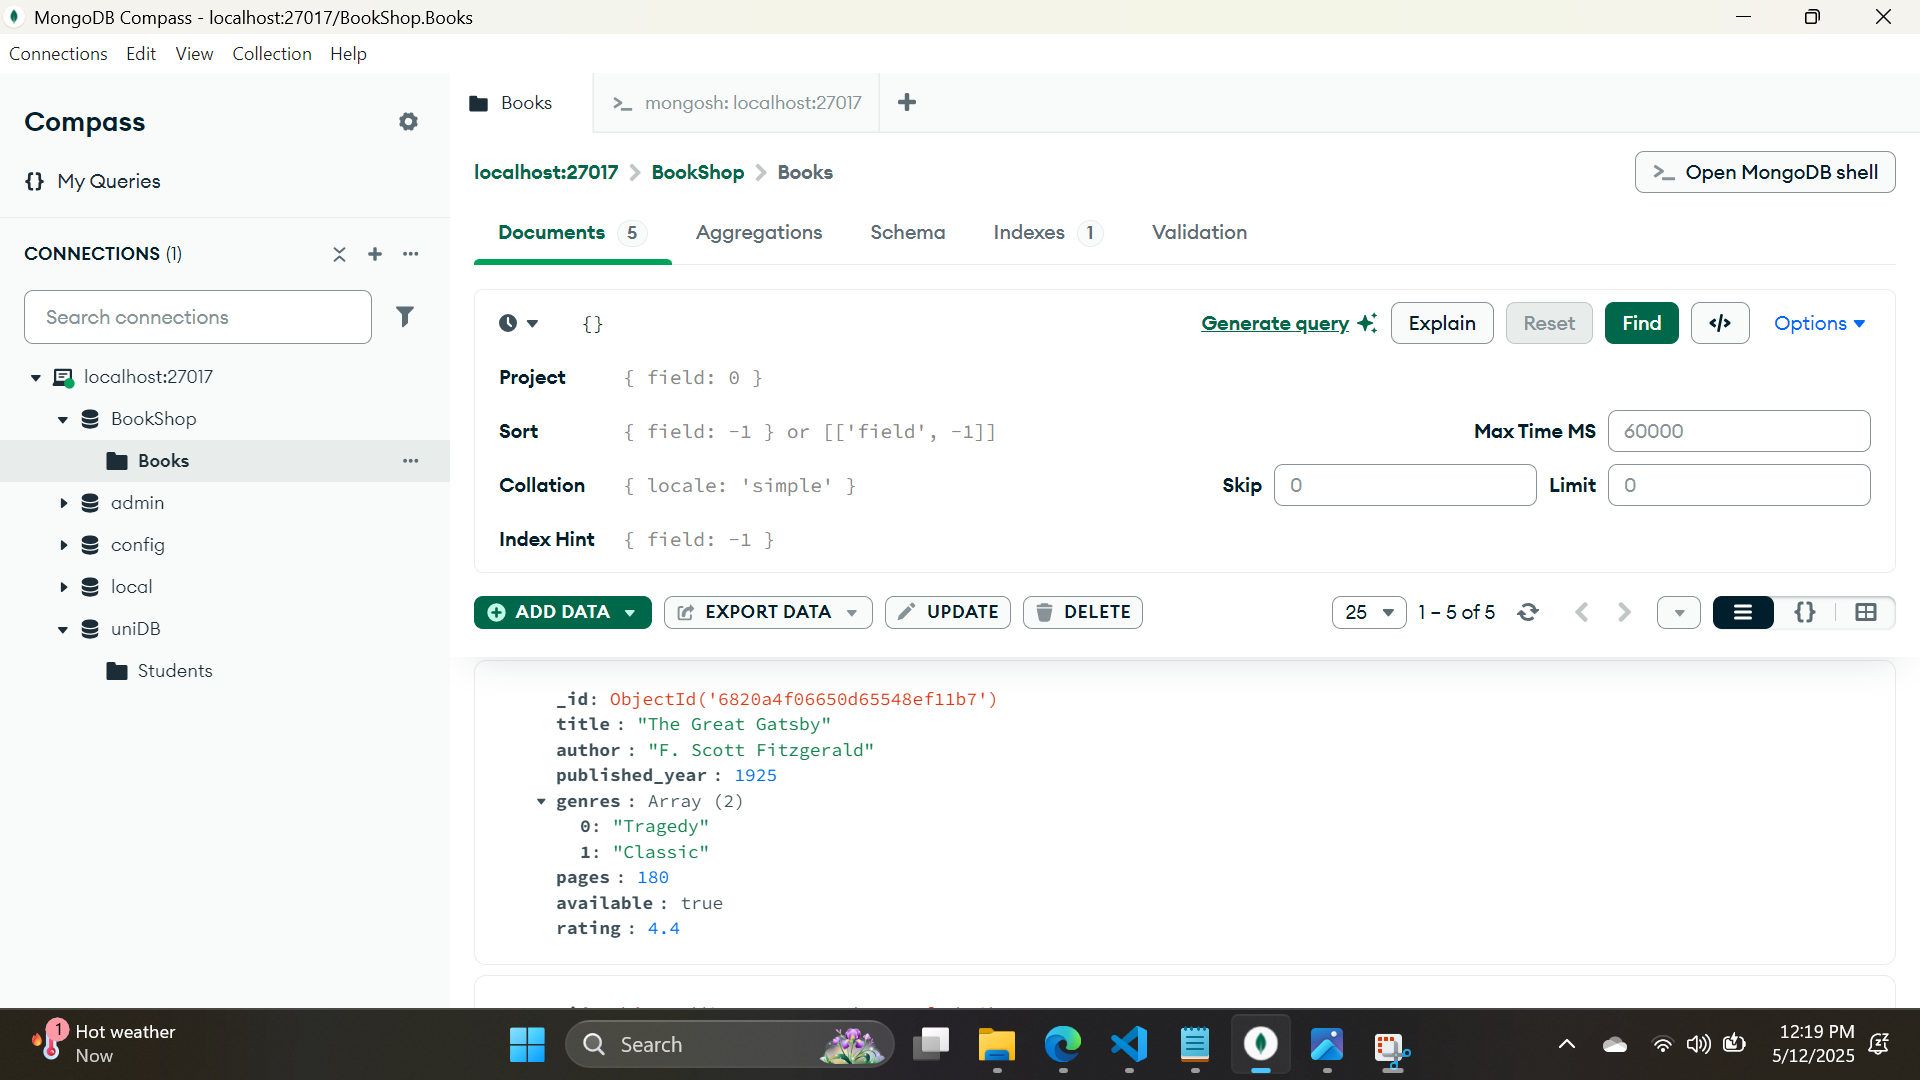 MongoDB Compass - localhost:27017/BookShop.Books
Connections Edit View Collection Help
Compass
{} My Queries
CONNECTIONS (1)
Search connections
localhost:27017
BookShop
Books
admin
config
local
uniDB
Students
Books >_ mongosh: localhost:27017 +
localhost:27017 > BookShop > Books
>_ Open MongoDB shell
Documents 5 Aggregations Schema Indexes 1 Validation
{} Generate query Explain Reset Find </> Options
Project { field: 0 }
Sort { field: -1 } or [['field', -1]] Max Time MS 60000
Collation { locale: 'simple' } Skip 0 Limit 0
Index Hint { field: -1 }
ADD DATA EXPORT DATA UPDATE DELETE 25 1 – 5 of 5 {}
_id: ObjectId('6820a4f06650d65548ef11b7')
title : "The Great Gatsby"
author : "F. Scott Fitzgerald"
published_year : 1925
genres : Array (2)
0: "Tragedy"
1: "Classic"
pages : 180
available : true
rating : 4.4
1 Hot weather
Now
Search
12:19 PM
5/12/2025